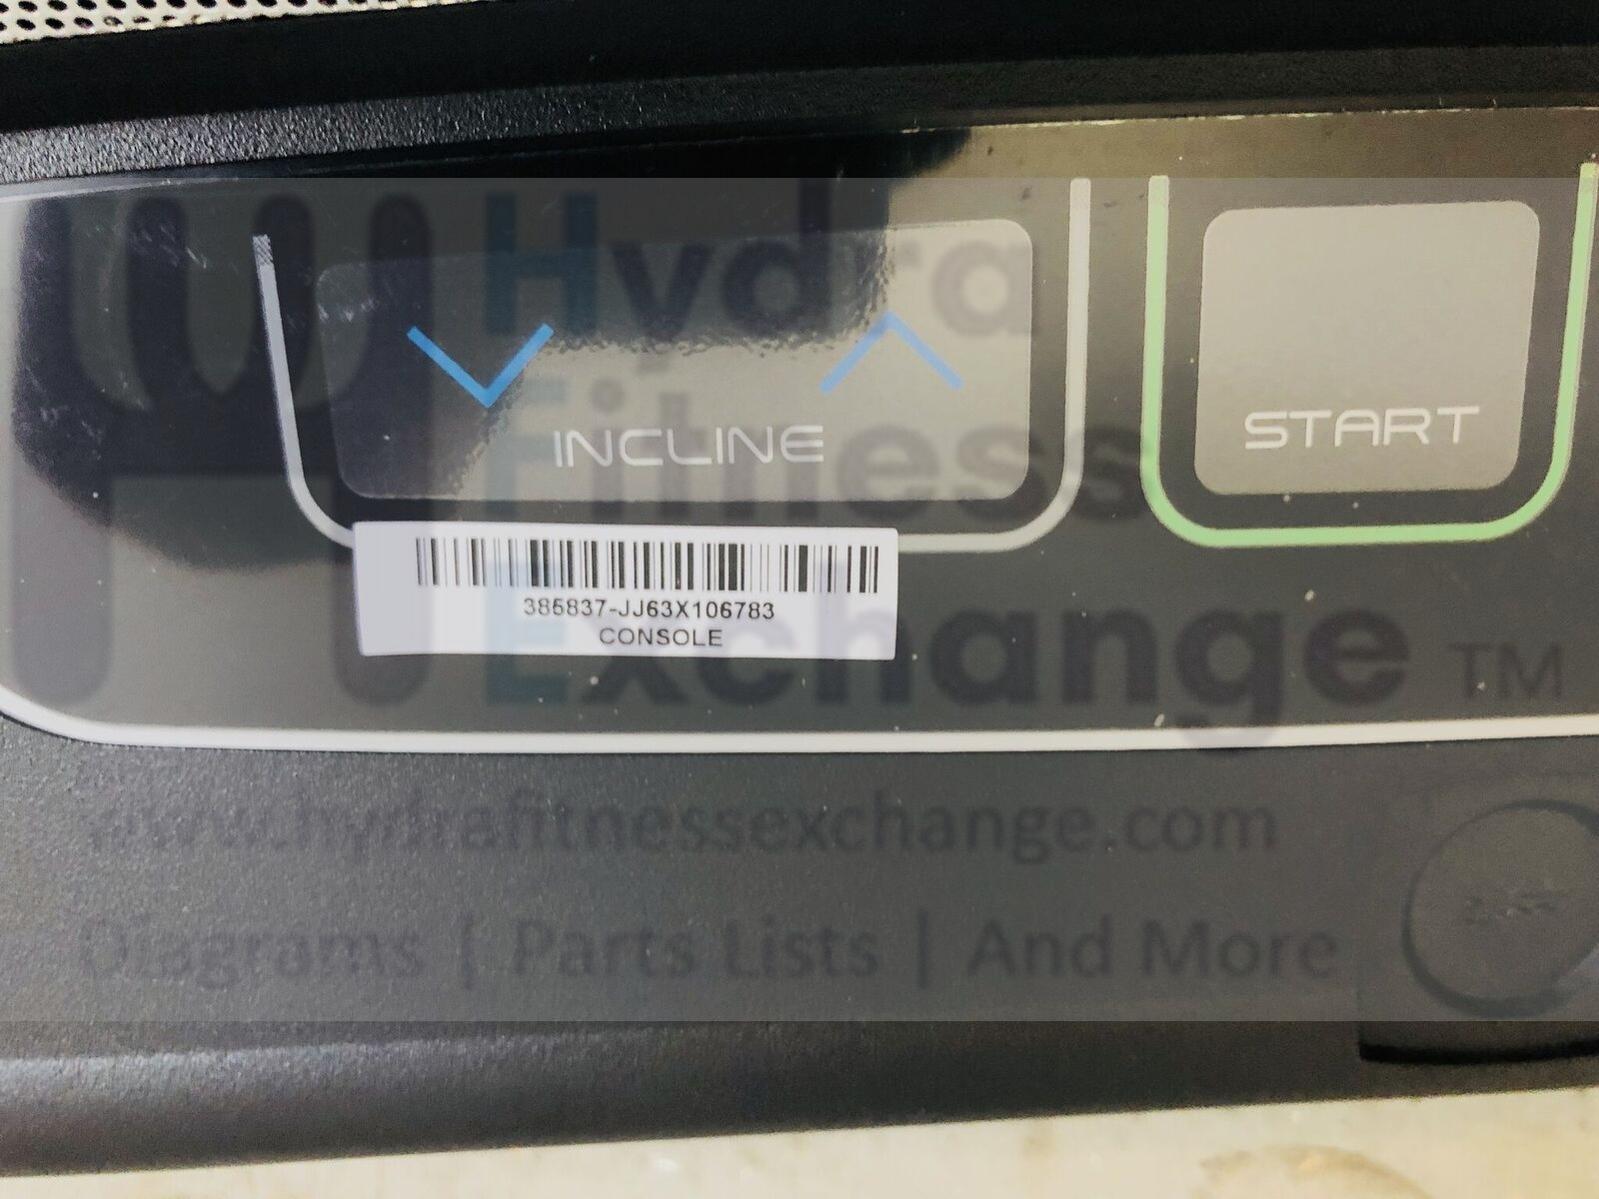 Hydra
Fitness
Exchange TM
INCLINE
START
385837-JJ63X106783
CONSOLE
www.hydrafitnessexchange.com
Diagrams | Parts Lists | And More